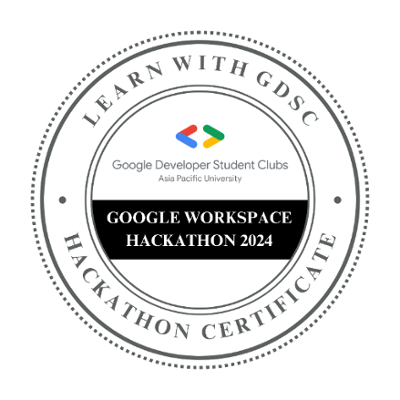 LEARN WITH GDSC
Google Developer Student Clubs
Asia Pacific University
GOOGLE WORKSPACE
HACKATHON 2024
HACKATHON CERTIFICATE